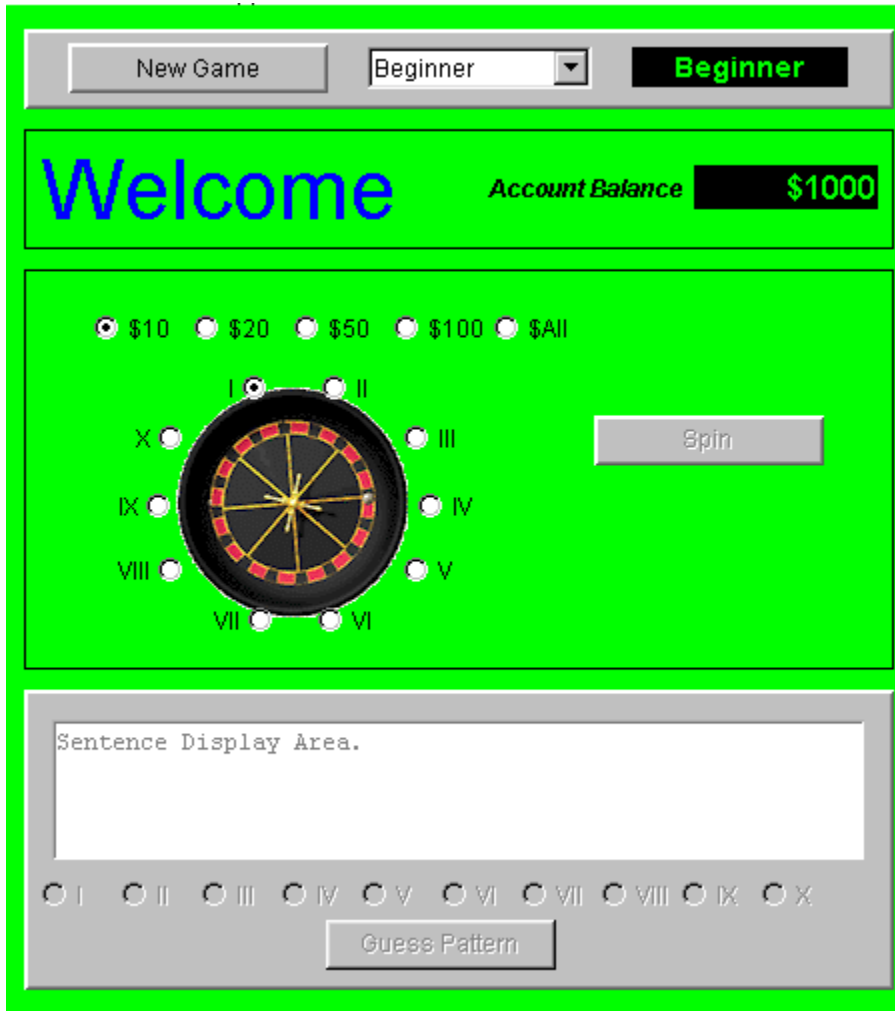 New Game Beginner Beginner
Welcome Account Balance $1000
$10 $20 $50 $100 $All
I II
X III
Spin
IX IV
VIII V
VII VI
Sentence Display Area.
I II III IV V VI VII VIII IX X
Guess Pattern